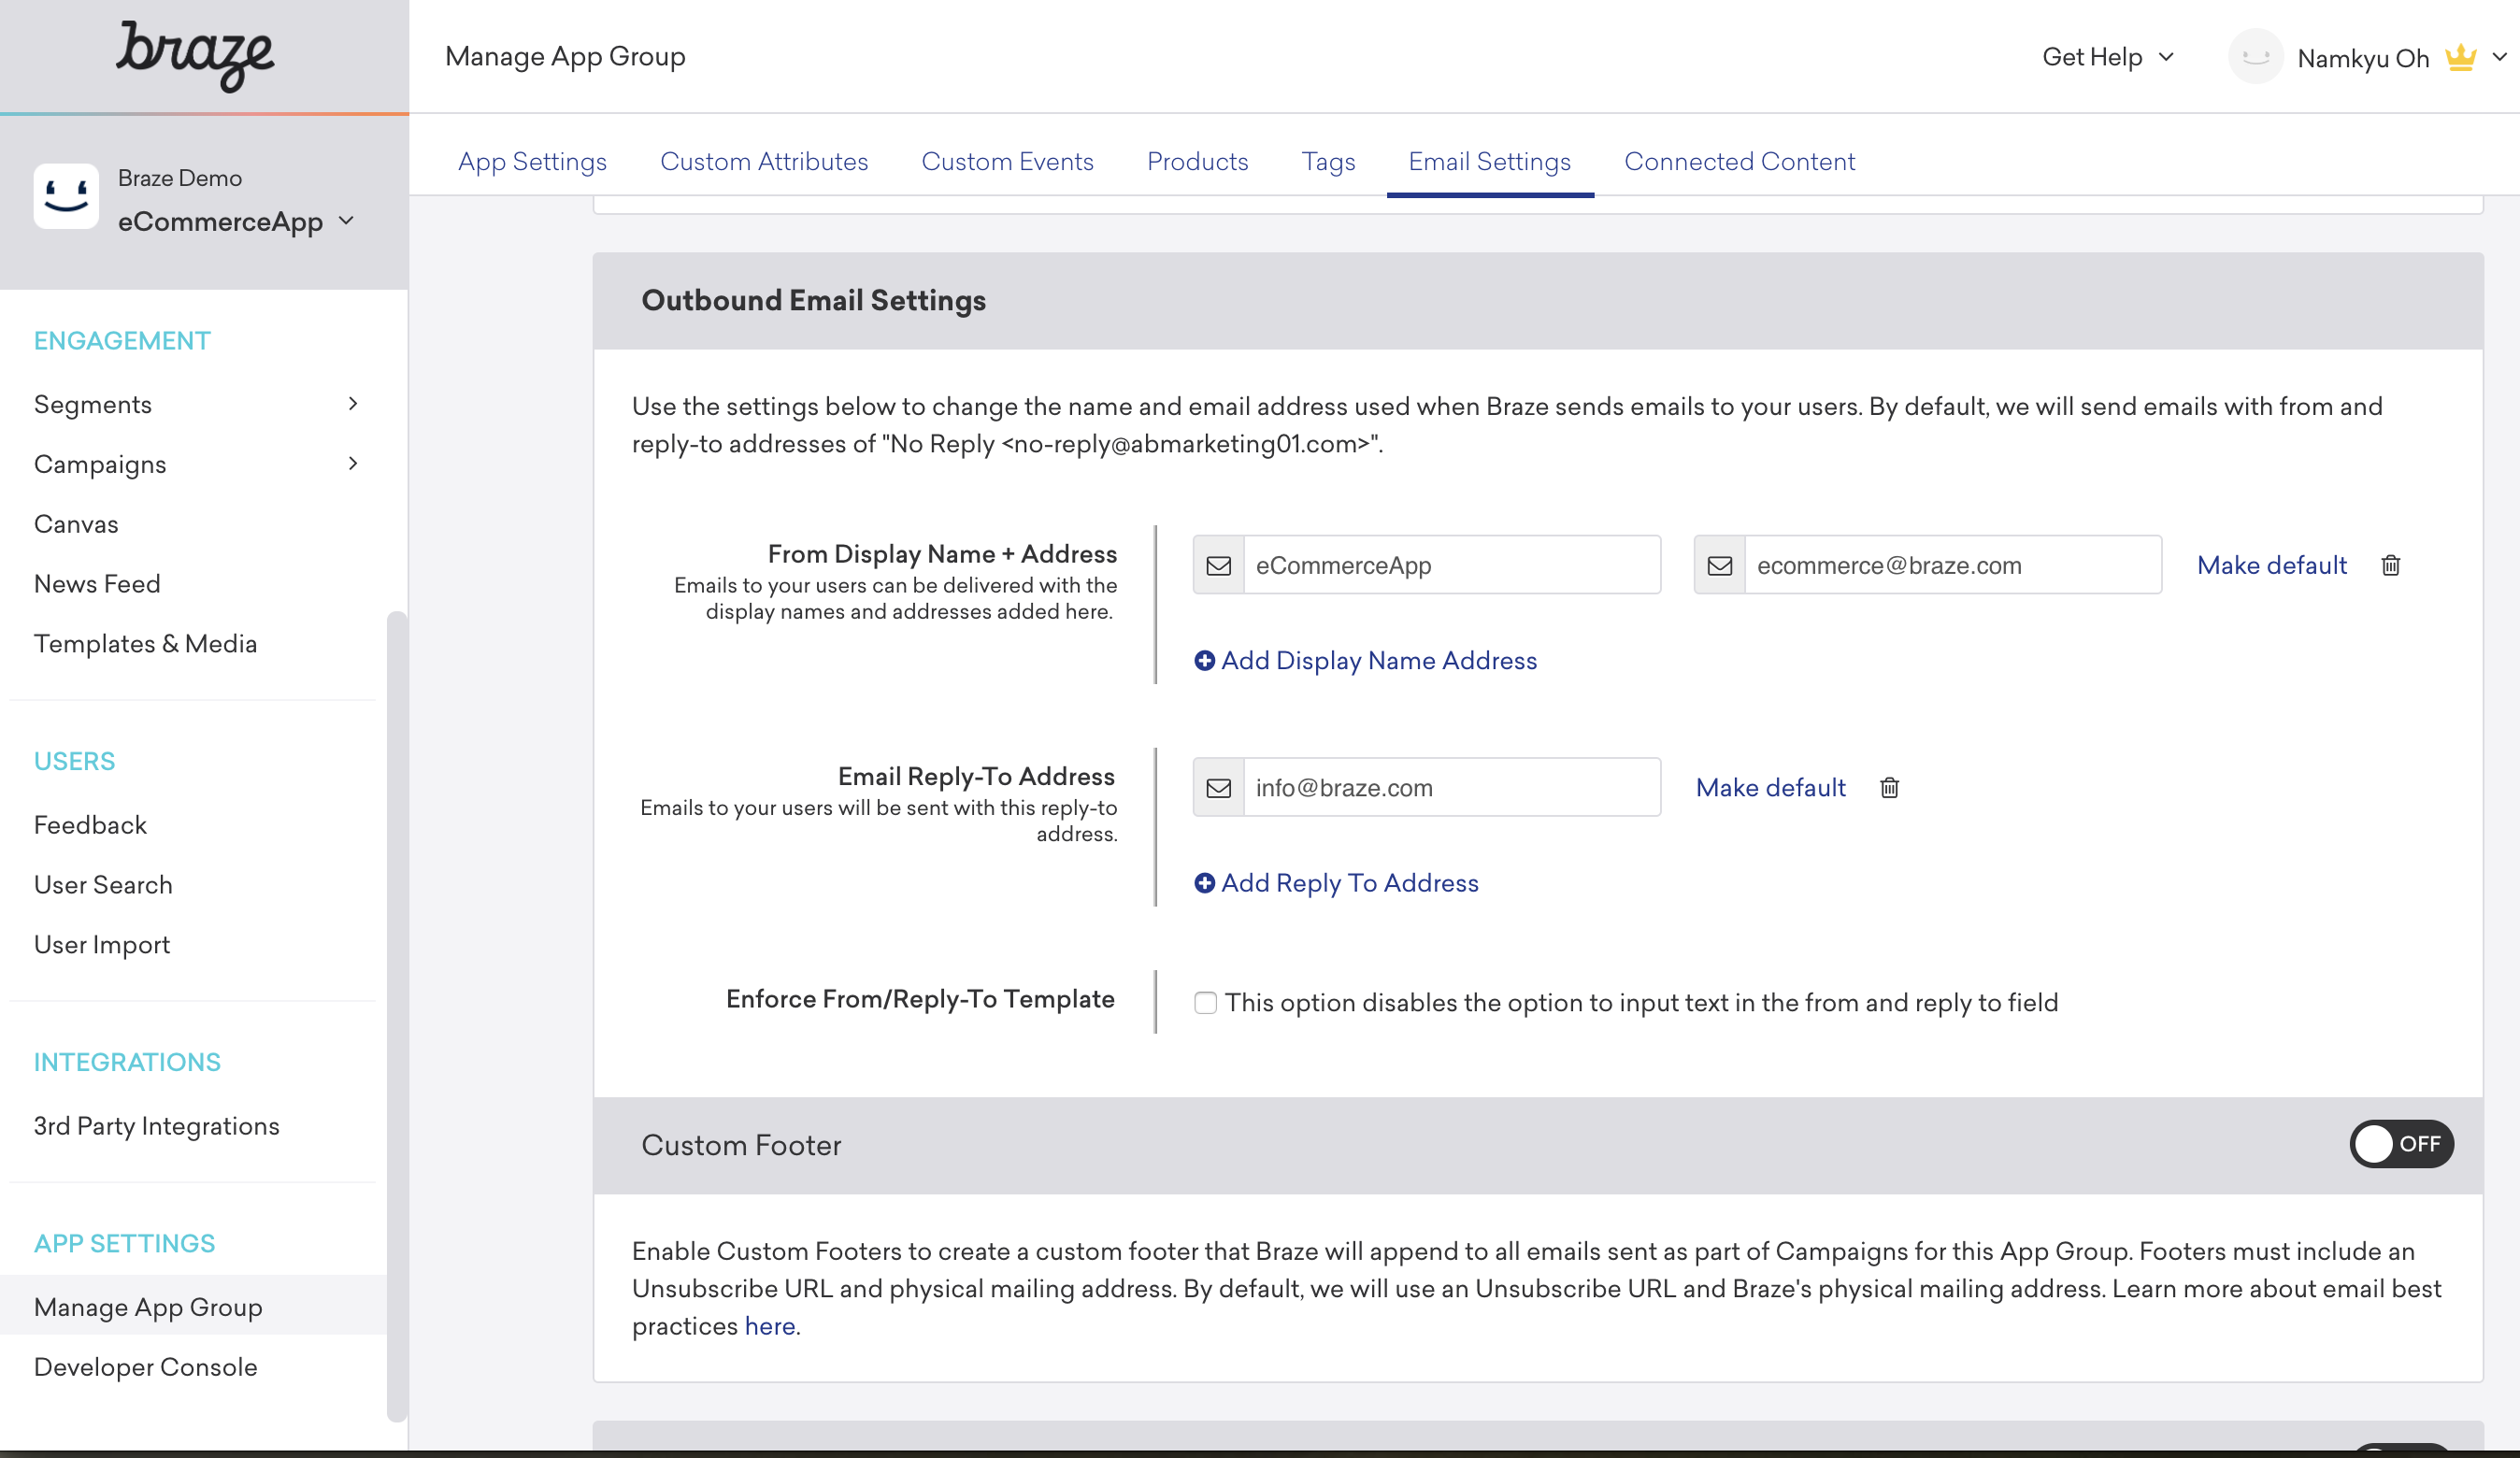 braze
Manage App Group
Get Help
Namkyu Oh
Braze Demo
eCommerceApp
App Settings
Custom Attributes
Custom Events
Products
Tags
Email Settings
Connected Content
ENGAGEMENT
Segments
Campaigns
Canvas
News Feed
Templates & Media
USERS
Feedback
User Search
User Import
INTEGRATIONS
3rd Party Integrations
APP SETTINGS
Manage App Group
Developer Console
Outbound Email Settings
Use the settings below to change the name and email address used when Braze sends emails to your users. By default, we will send emails with from and
reply-to addresses of "No Reply <no-reply@abmarketing01.com>".
From Display Name + Address
Emails to your users can be delivered with the
display names and addresses added here.
eCommerceApp
ecommerce@braze.com
Make default
Add Display Name Address
Email Reply-To Address
Emails to your users will be sent with this reply-to
address.
info@braze.com
Make default
Add Reply To Address
Enforce From/Reply-To Template
This option disables the option to input text in the from and reply to field
Custom Footer
OFF
Enable Custom Footers to create a custom footer that Braze will append to all emails sent as part of Campaigns for this App Group. Footers must include an
Unsubscribe URL and physical mailing address. By default, we will use an Unsubscribe URL and Braze's physical mailing address. Learn more about email best
practices here.